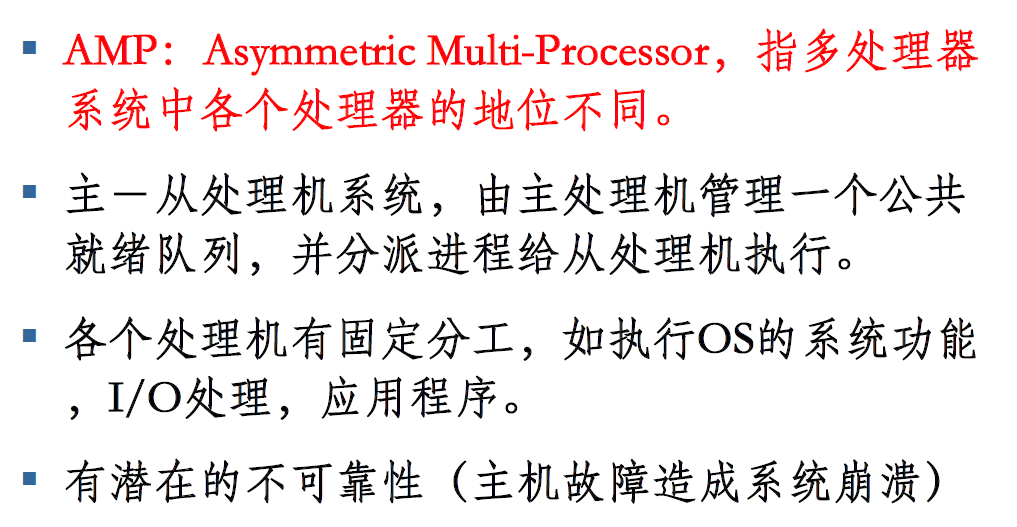 ▪ AMP：Asymmetric Multi-Processor，指多处理器
系统中各个处理器的地位不同。
▪ 主－从处理机系统，由主处理机管理一个公共
就绪队列，并分派进程给从处理机执行。
▪ 各个处理机有固定分工，如执行OS的系统功能
，I/O处理，应用程序。
▪ 有潜在的不可靠性（主机故障造成系统崩溃）